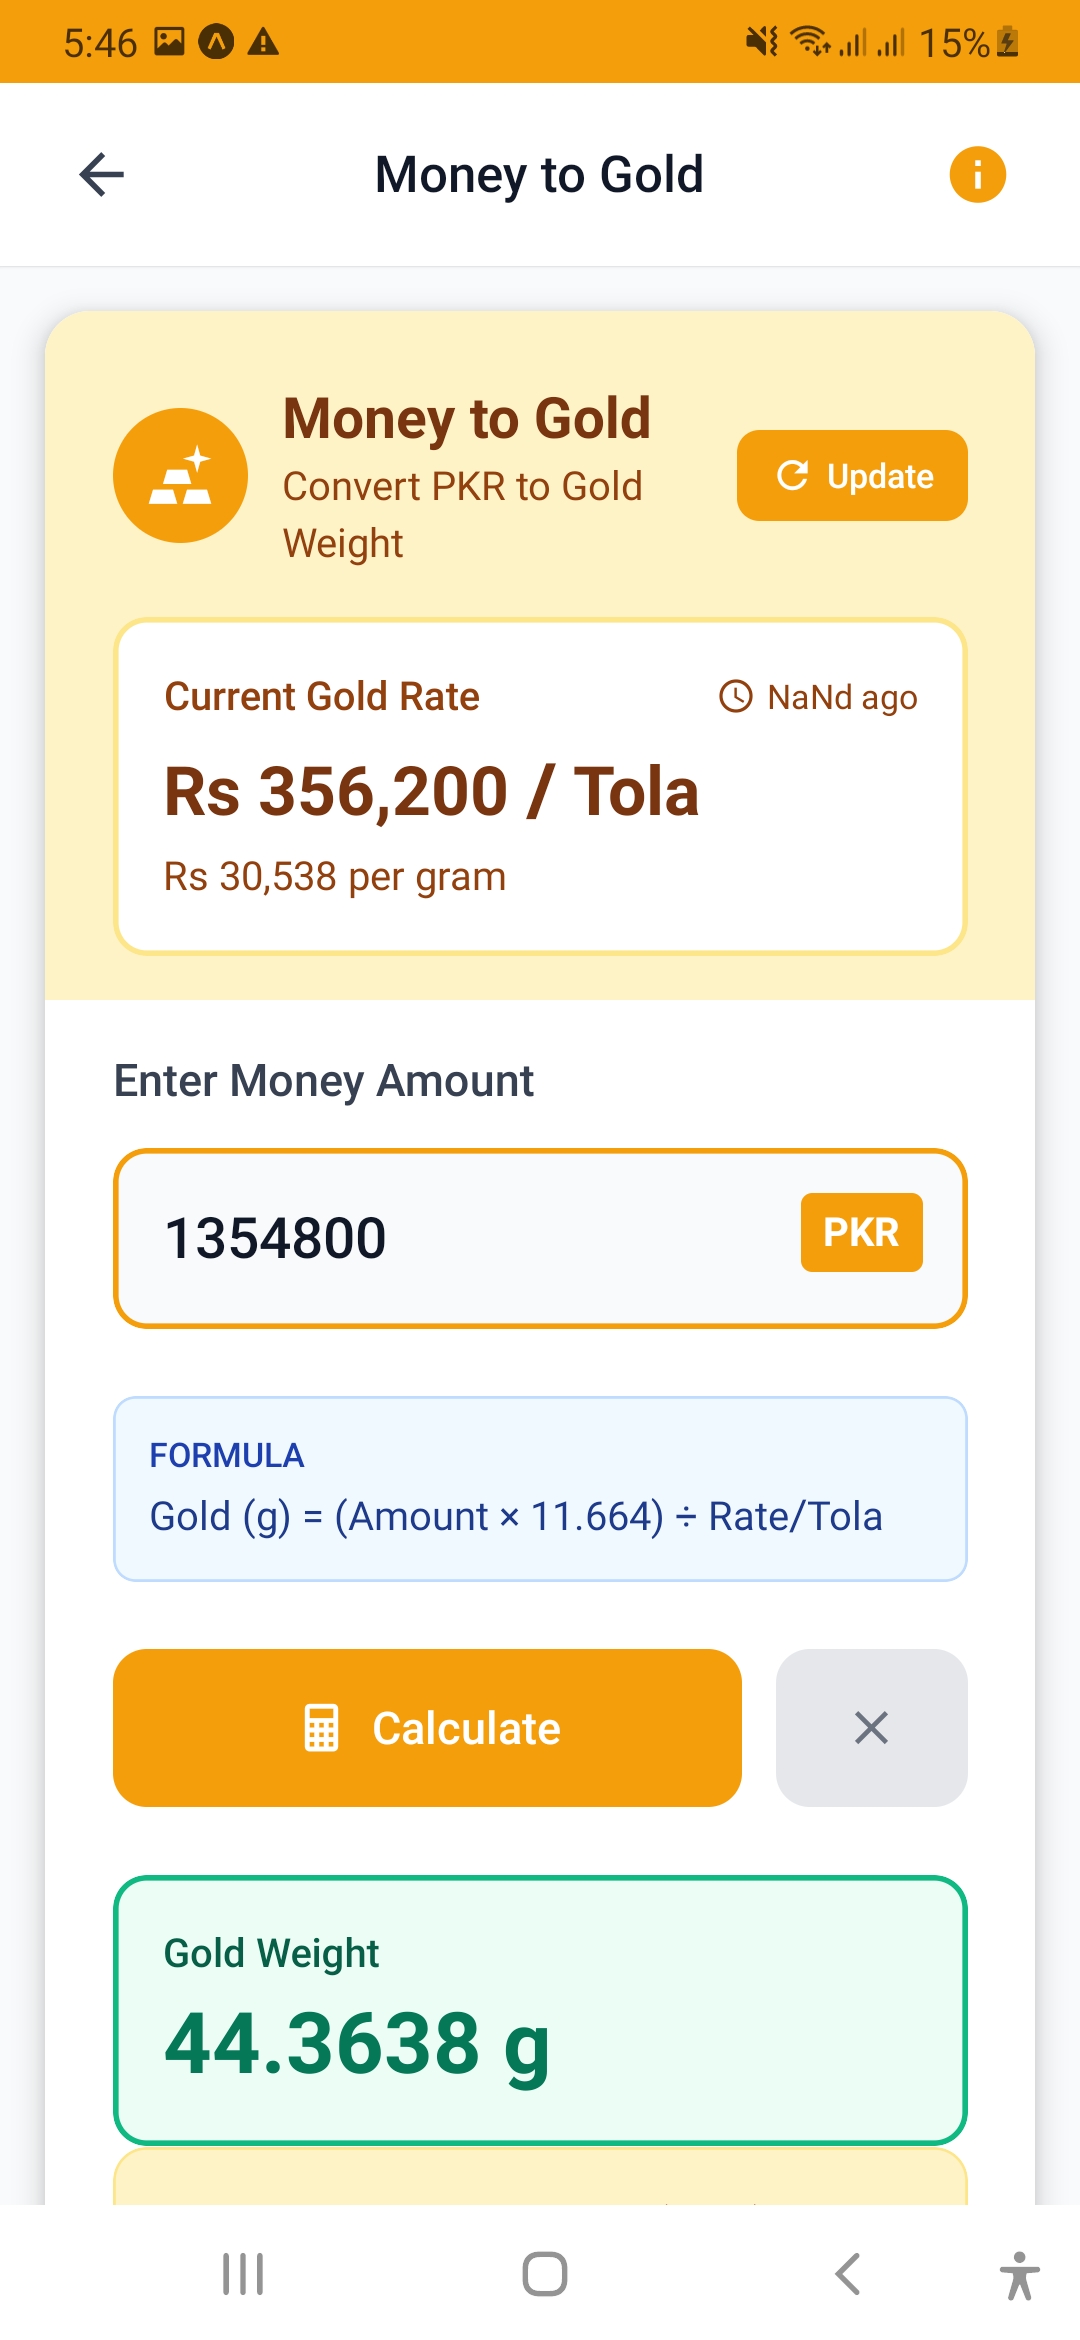 5:46
15%
Money to Gold
Money to Gold
Convert PKR to Gold
Weight
Update
Current Gold Rate
NaNd ago
Rs 356,200 / Tola
Rs 30,538 per gram
Enter Money Amount
1354800
PKR
FORMULA
Gold (g) = (Amount × 11.664) ÷ Rate/Tola
Calculate
Gold Weight
44.3638 g